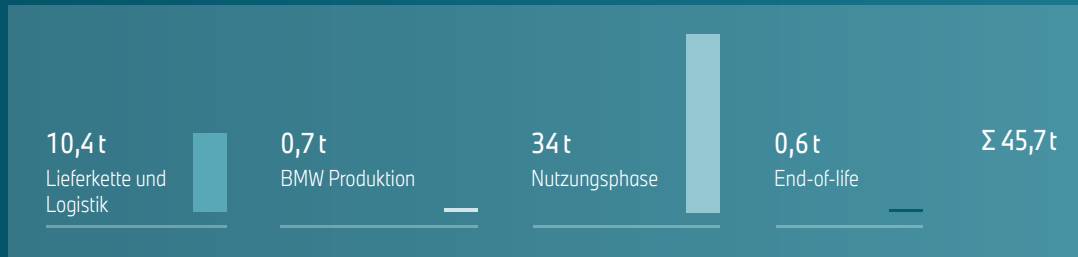 10,4 t
Lieferkette und
Logistik
0,7 t
BMW Produktion
34 t
Nutzungsphase
0,6 t
End-of-life
Σ 45,7 t